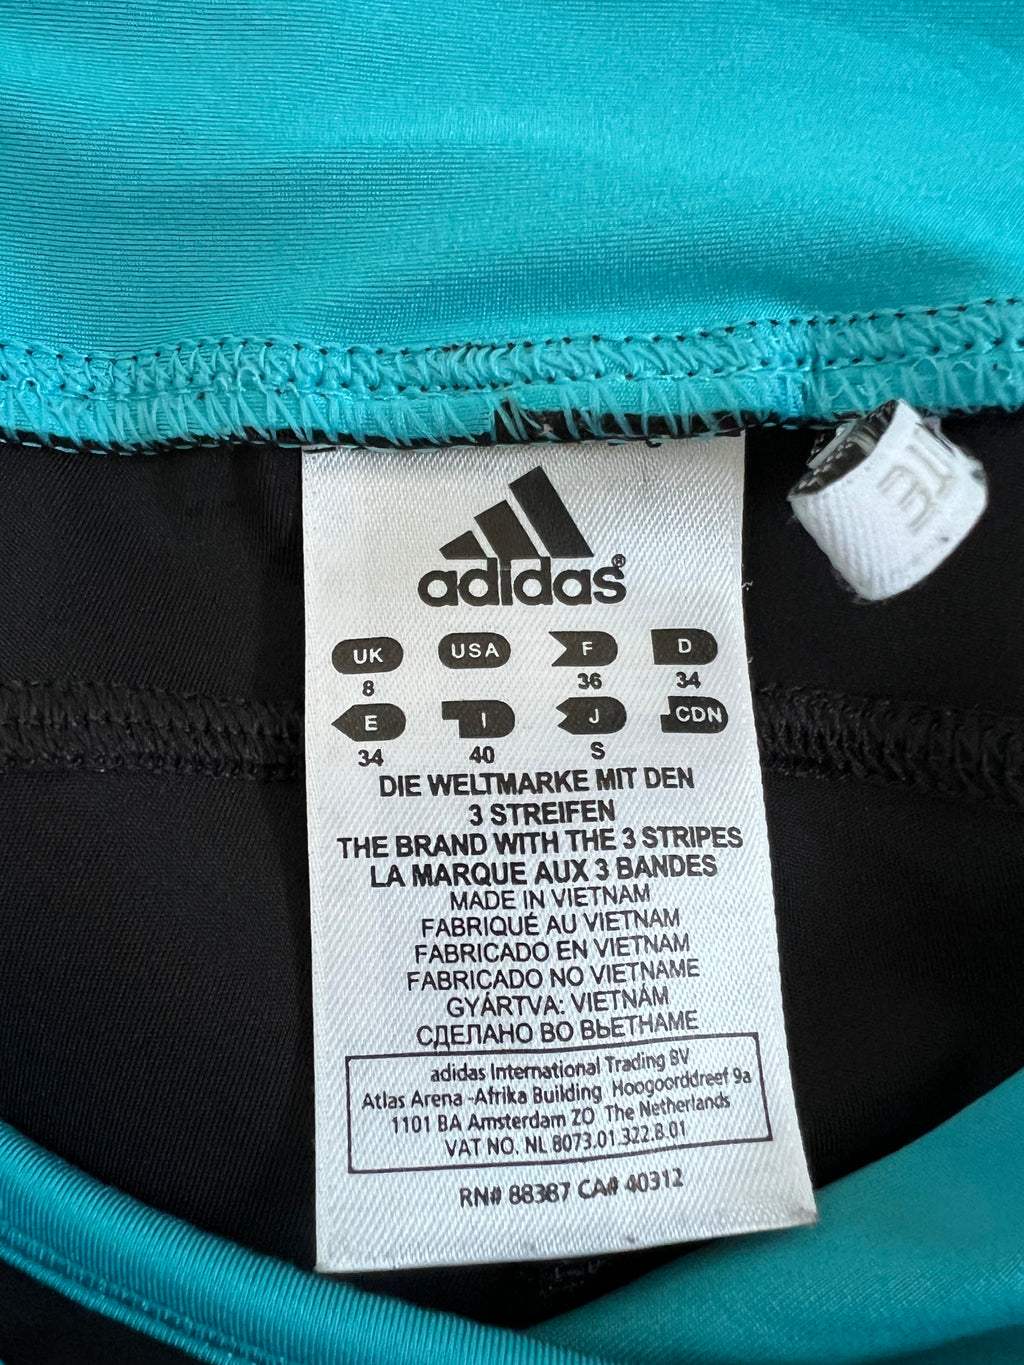 adidas®
UK USA F D
8 36 34
E I J CDN
34 40 S
DIE WELTMARKE MIT DEN
3 STREIFEN
THE BRAND WITH THE 3 STRIPES
LA MARQUE AUX 3 BANDES
MADE IN VIETNAM
FABRIQUÉ AU VIETNAM
FABRICADO EN VIETNAM
FABRICADO NO VIETNAME
GYÁRTVA: VIETNÁM
СДЕЛАНО ВО ВЬЕТНАМЕ
adidas International Trading BV
Atlas Arena -Afrika Building Hoogoorddreef 9a
1101 BA Amsterdam ZO The Netherlands
VAT NO. NL 8073.01.322.B.01
RN# 88387 CA# 40312